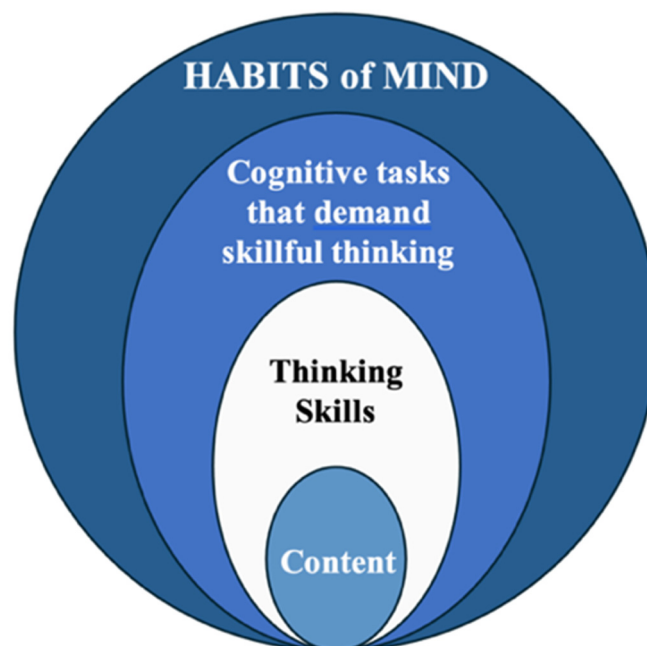 HABITS of MIND
Cognitive tasks
that demand
skillful thinking
Thinking
Skills
Content